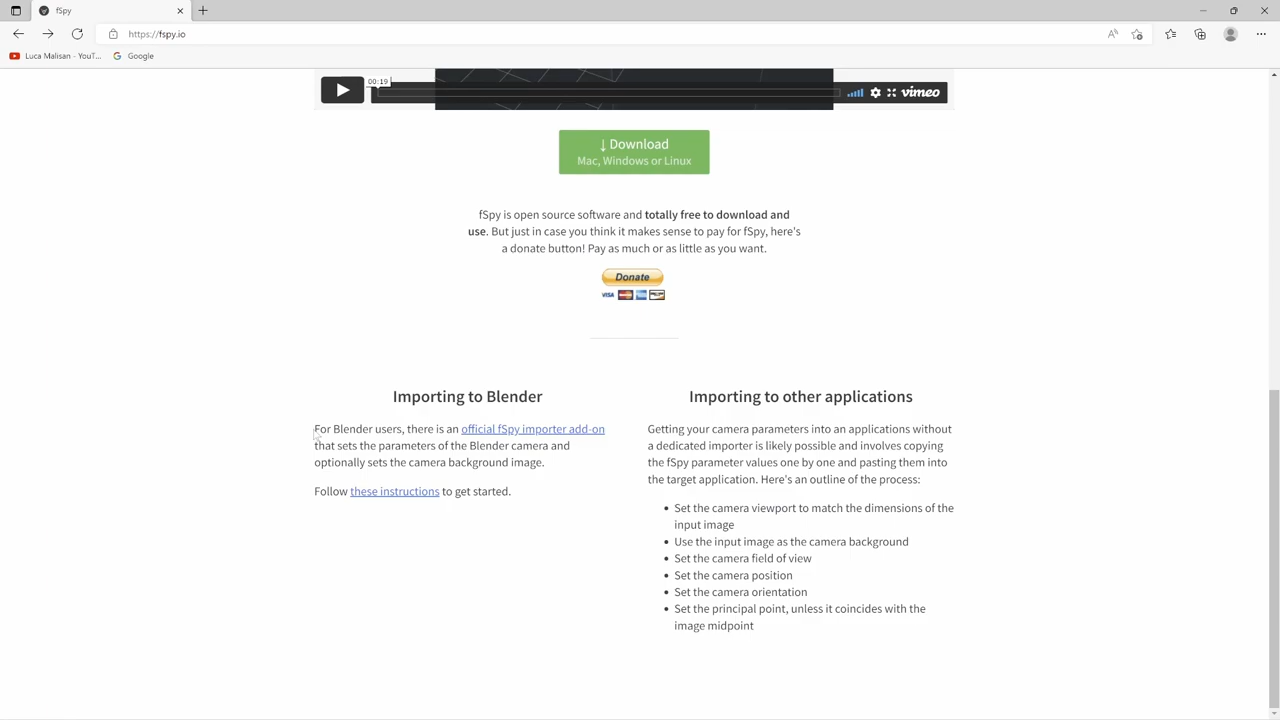 fSpy
https://fspy.io
Luca Malisan - YouT...
Google
00:19
vimeo
↓ Download
Mac, Windows or Linux
fSpy is open source software and totally free to download and
use. But just in case you think it makes sense to pay for fSpy, here's
a donate button! Pay as much or as little as you want.
Donate
VISA
Importing to Blender
For Blender users, there is an official fSpy importer add-on
that sets the parameters of the Blender camera and
optionally sets the camera background image.
Follow these instructions to get started.
Importing to other applications
Getting your camera parameters into an applications without
a dedicated importer is likely possible and involves copying
the fSpy parameter values one by one and pasting them into
the target application. Here's an outline of the process:
• Set the camera viewport to match the dimensions of the
input image
• Use the input image as the camera background
• Set the camera field of view
• Set the camera position
• Set the camera orientation
• Set the principal point, unless it coincides with the
image midpoint